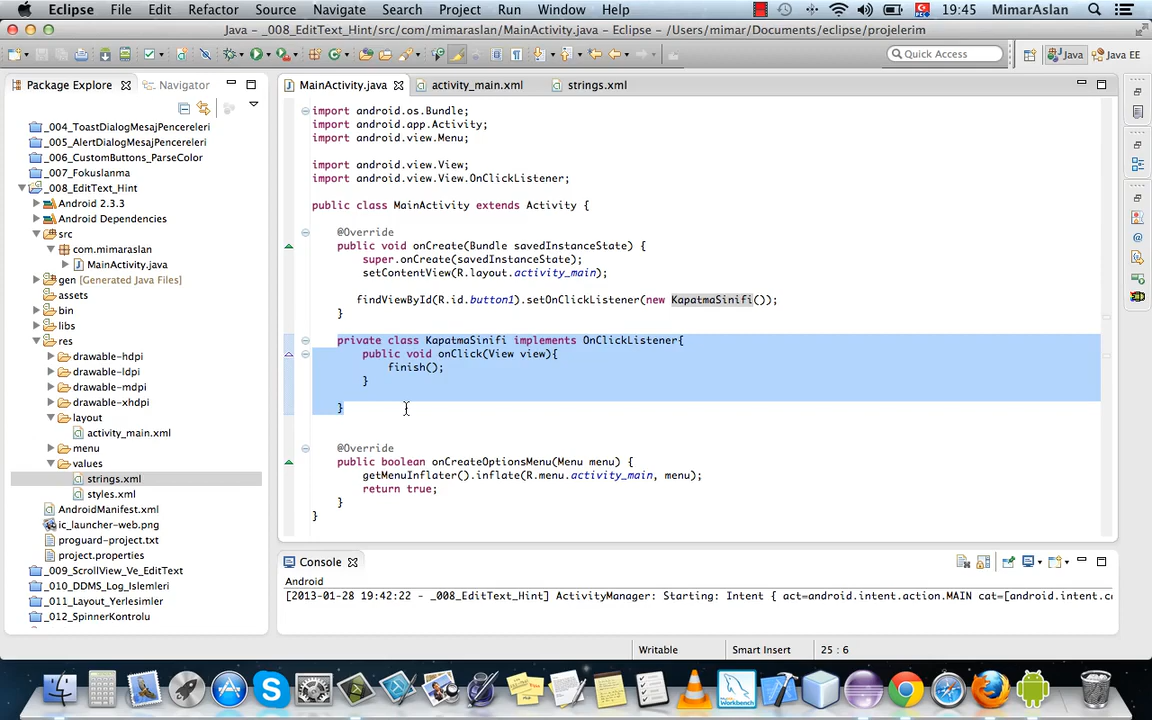 Eclipse File Edit Refactor Source Navigate Search Project Run Window Help 19:45 MimarAslan
Java – _008_EditText_Hint/src/com/mimaraslan/MainActivity.java – Eclipse – /Users/mimar/Documents/eclipse/projelerim
Quick Access Java Java EE
Package Explorer Navigator
_004_ToastDialogMesajPencereleri
_005_AlertDialogMesajPencereleri
_006_CustomButtons_ParseColor
_007_Fokuslanma
_008_EditText_Hint
Android 2.3.3
Android Dependencies
src
com.mimaraslan
MainActivity.java
gen [Generated Java Files]
assets
bin
libs
res
drawable-hdpi
drawable-ldpi
drawable-mdpi
drawable-xhdpi
layout
activity_main.xml
menu
values
strings.xml
styles.xml
AndroidManifest.xml
ic_launcher-web.png
proguard-project.txt
project.properties
_009_ScrollView_Ve_EditText
_010_DDMS_Log_Islemleri
_011_Layout_Yerlesimler
_012_SpinnerKontrolu
MainActivity.java activity_main.xml strings.xml
import android.os.Bundle;
import android.app.Activity;
import android.view.Menu;
import android.view.View;
import android.view.View.OnClickListener;
public class MainActivity extends Activity {
@Override
public void onCreate(Bundle savedInstanceState) {
super.onCreate(savedInstanceState);
setContentView(R.layout.activity_main);
findViewById(R.id.button1).setOnClickListener(new KapatmaSinifi());
}
private class KapatmaSinifi implements OnClickListener{
public void onClick(View view){
finish();
}
}
@Override
public boolean onCreateOptionsMenu(Menu menu) {
getMenuInflater().inflate(R.menu.activity_main, menu);
return true;
}
}
Console
Android
[2013-01-28 19:42:22 - _008_EditText_Hint] ActivityManager: Starting: Intent { act=android.intent.action.MAIN cat=[android.intent.c
Writable Smart Insert 25 : 6